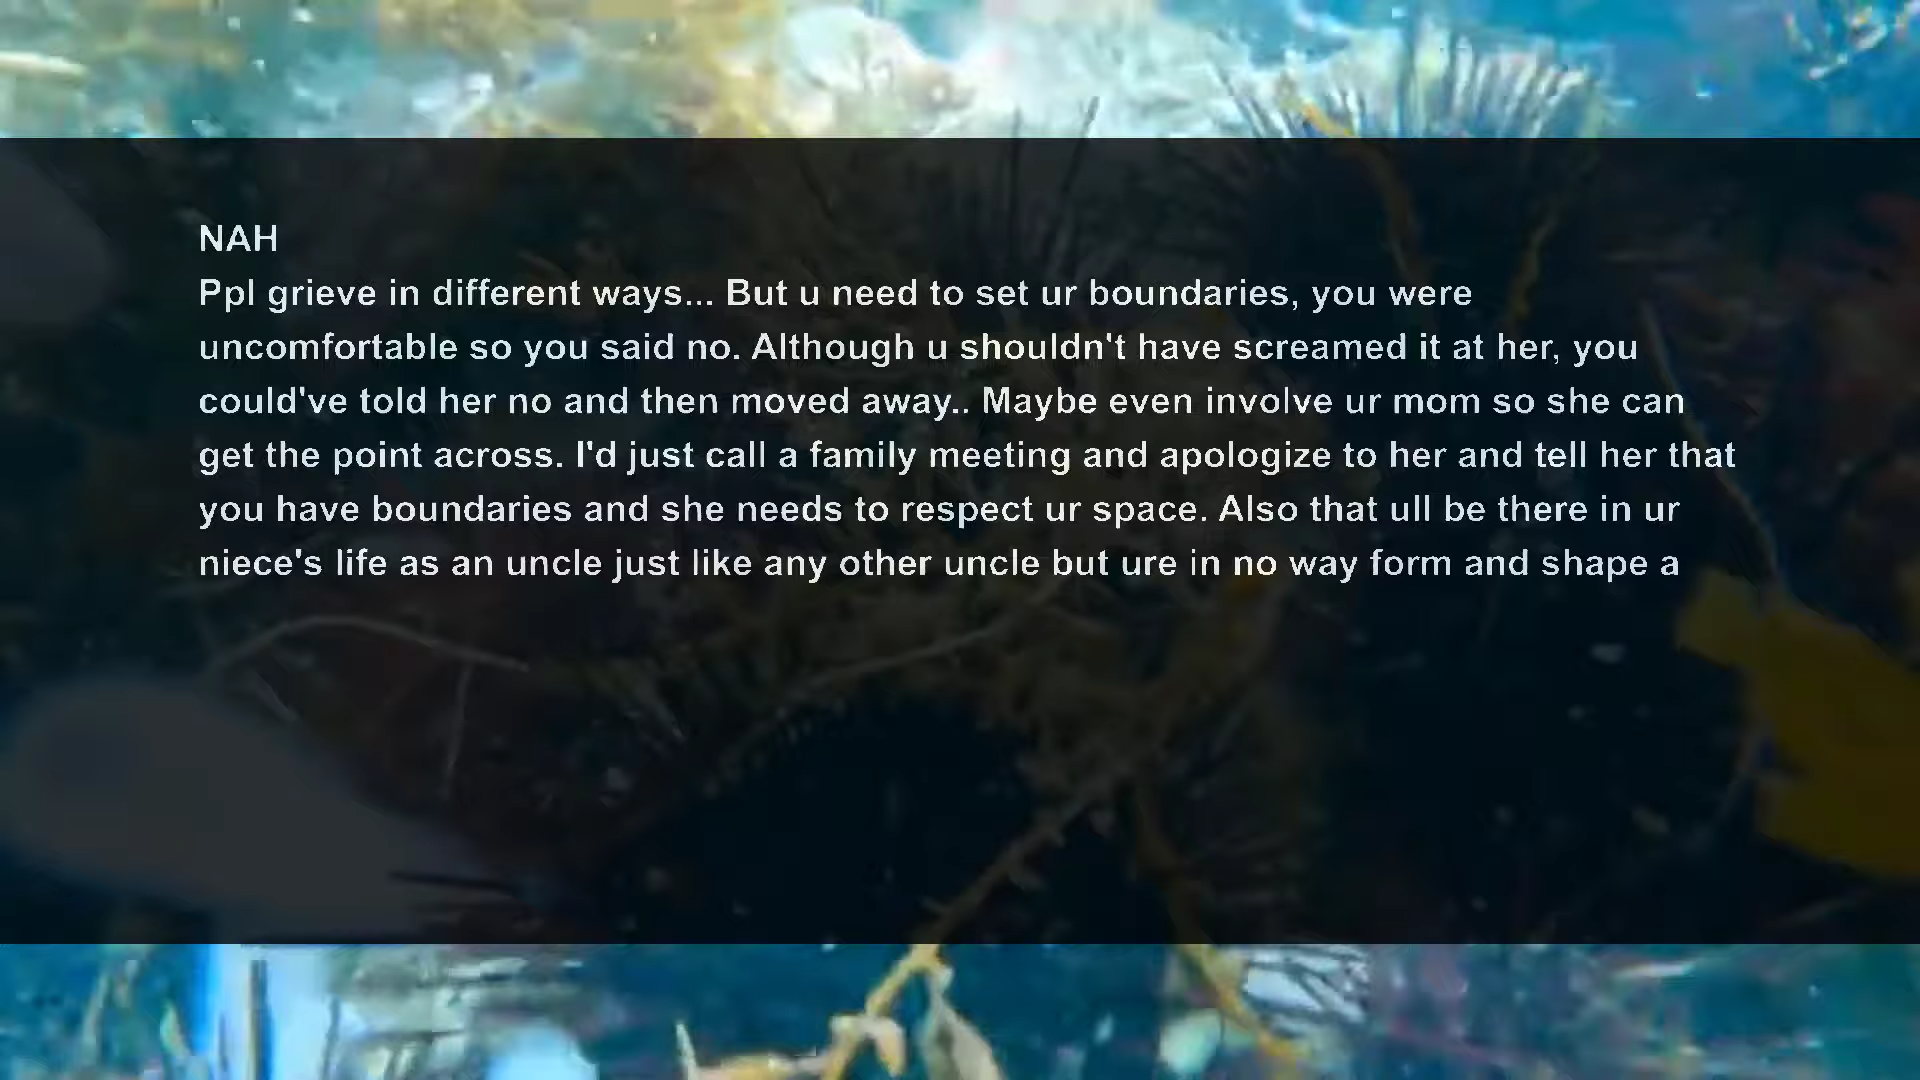 NAH
Ppl grieve in different ways... But u need to set ur boundaries, you were
uncomfortable so you said no. Although u shouldn't have screamed it at her, you
could've told her no and then moved away.. Maybe even involve ur mom so she can
get the point across. I'd just call a family meeting and apologize to her and tell her that
you have boundaries and she needs to respect ur space. Also that ull be there in ur
niece's life as an uncle just like any other uncle but ure in no way form and shape a